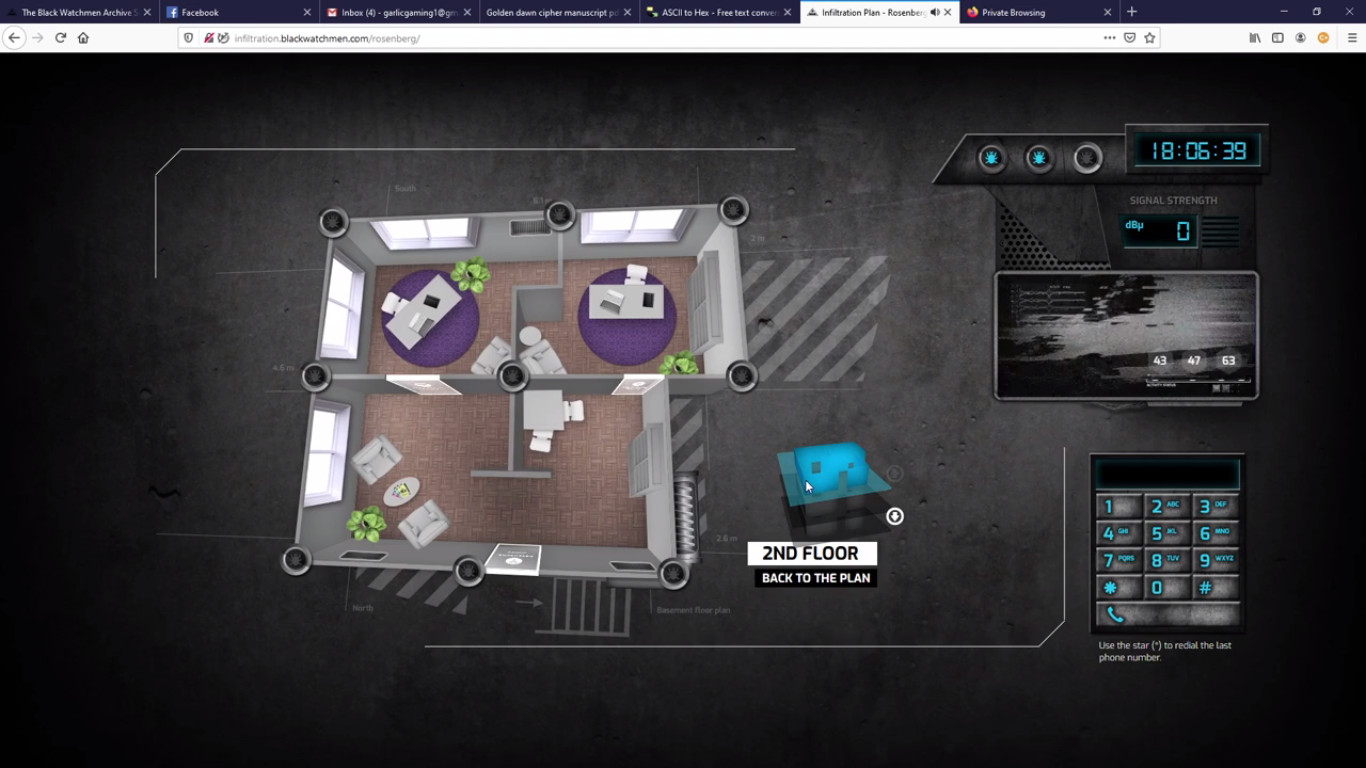 The Black Watchmen Archive S
Facebook
Inbox (4) - garlicgaming1@gm
Golden dawn cipher manuscript pd
ASCII to Hex - Free text conver
Infiltration Plan - Rosenberg
Private Browsing
infiltration.blackwatchmen.com/rosenberg/
18:06:39
SIGNAL STRENGTH
dBμ 0
43 47 63
South
2 m
4.6 m
2.6 m
North
Basement floor plan
2ND FLOOR
BACK TO THE PLAN
1 2 ABC 3 DEF
4 GHI 5 JKL 6 MNO
7 PQRS 8 TUV 9 WXYZ
* 0 #
Use the star (*) to redial the last
phone number.